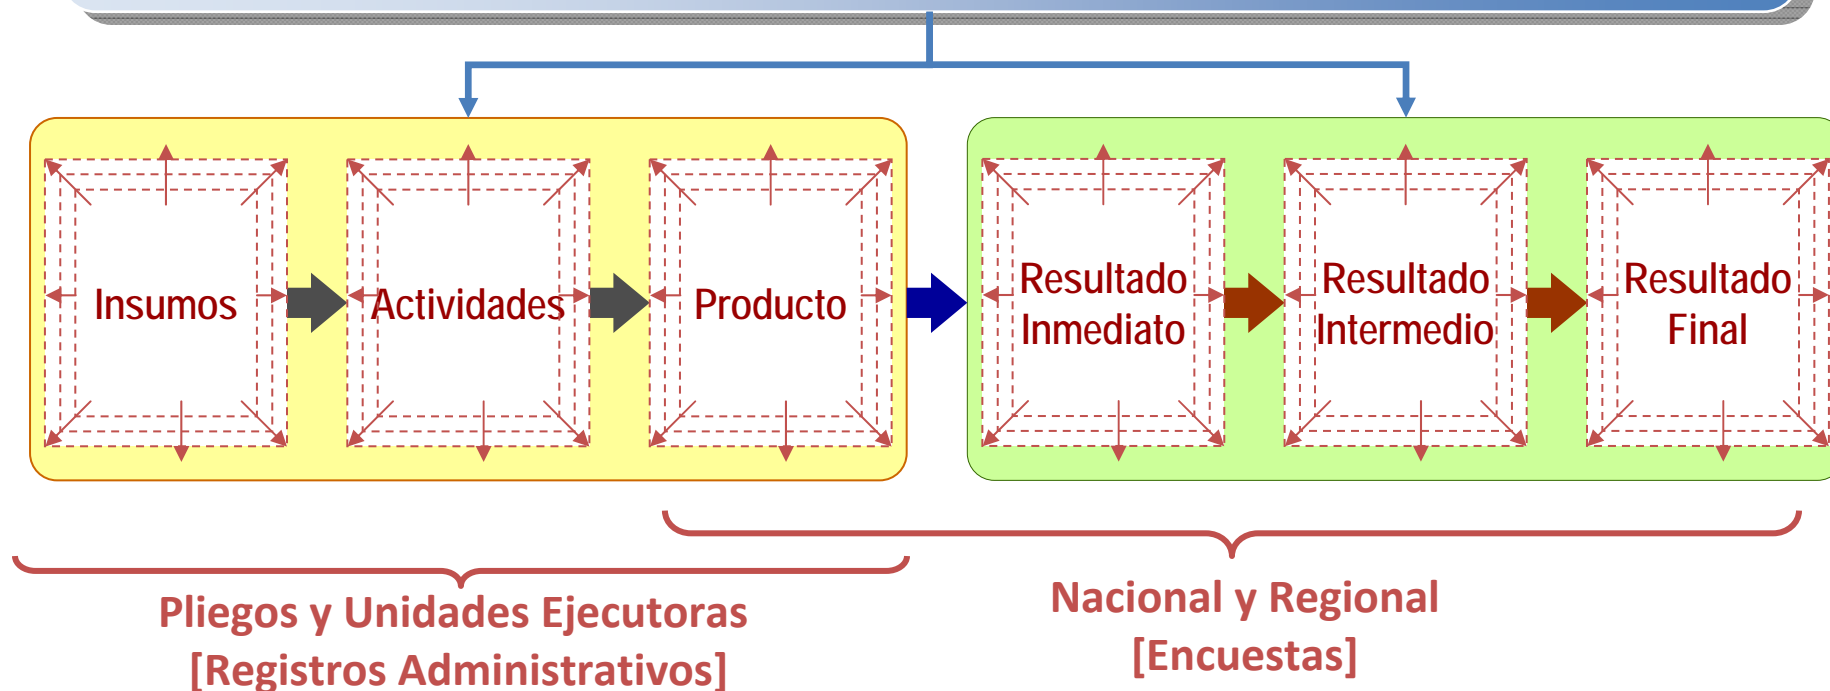 Insumos
Actividades
Producto
Resultado
Inmediato
Resultado
Intermedio
Resultado
Final
Pliegos y Unidades Ejecutoras
[Registros Administrativos]
Nacional y Regional
[Encuestas]